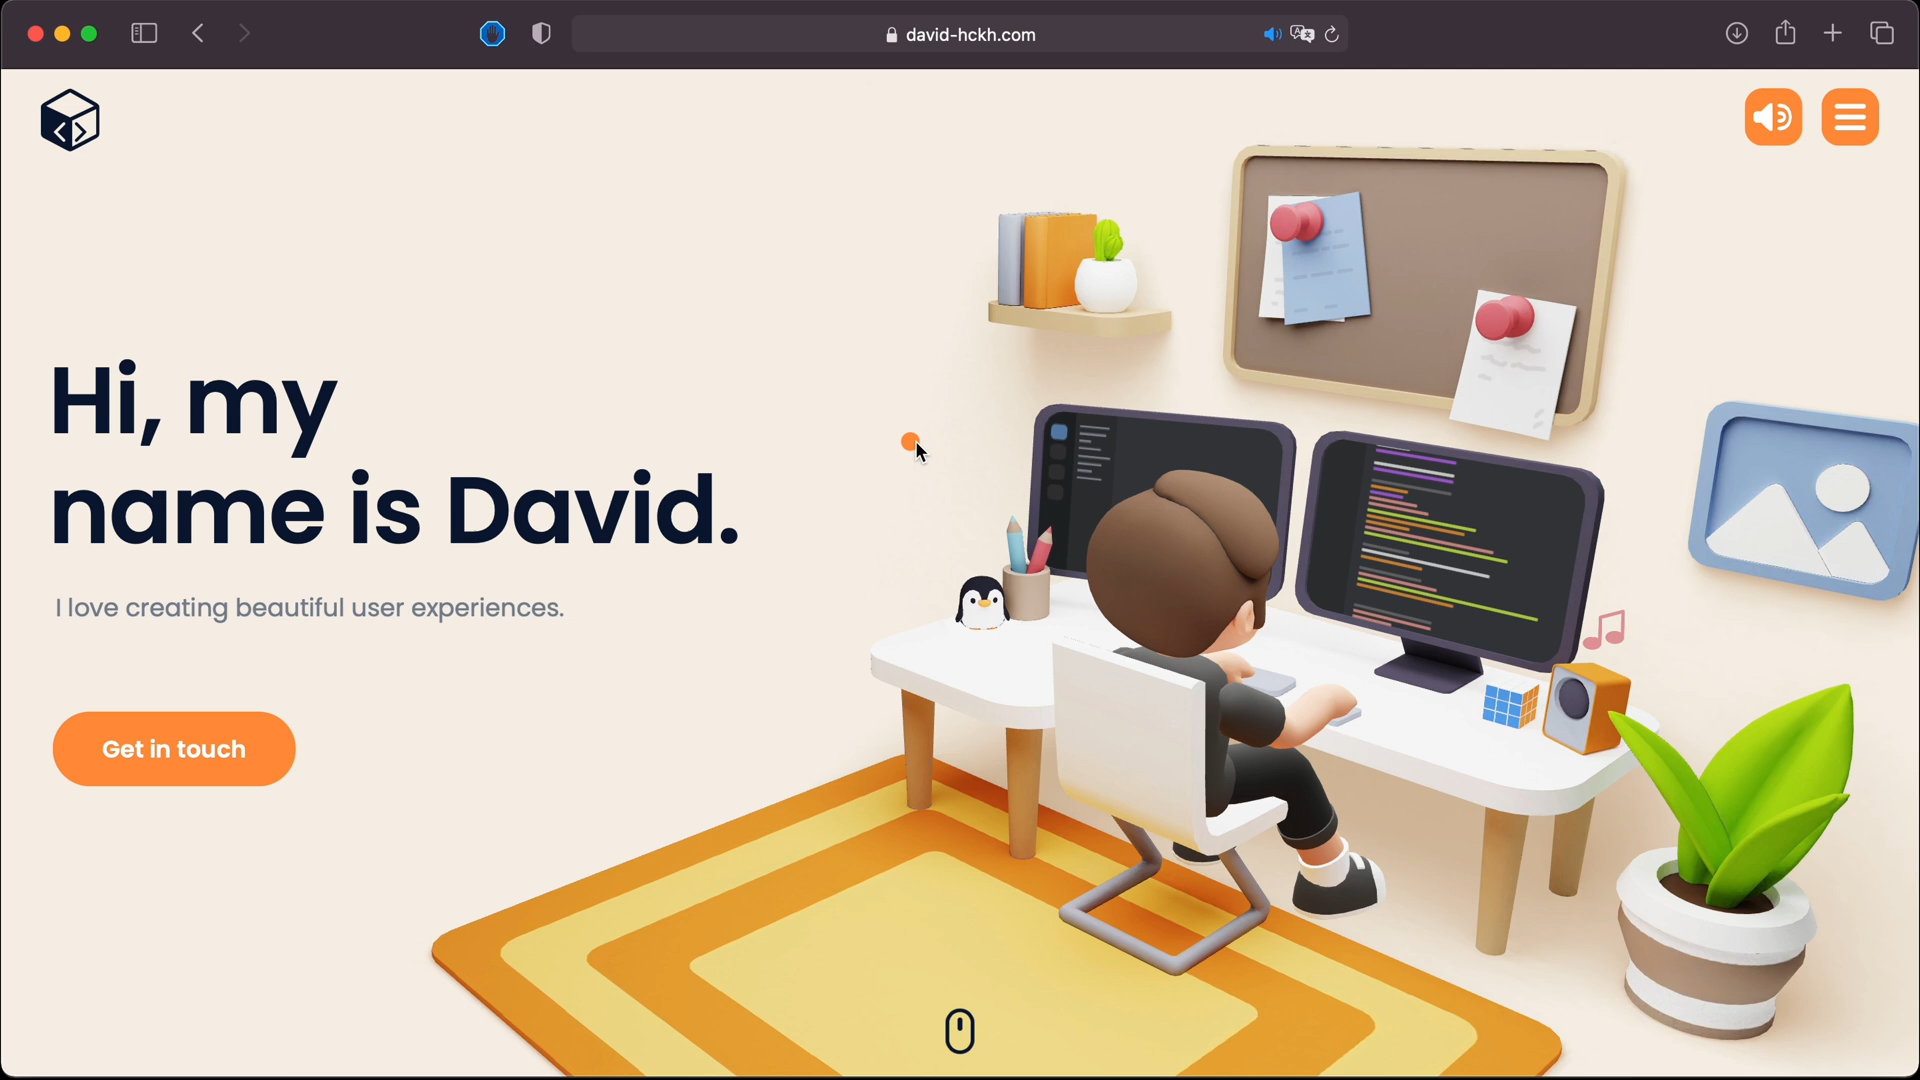 david-hckh.com
Hi, my
name is David.
I love creating beautiful user experiences.
Get in touch